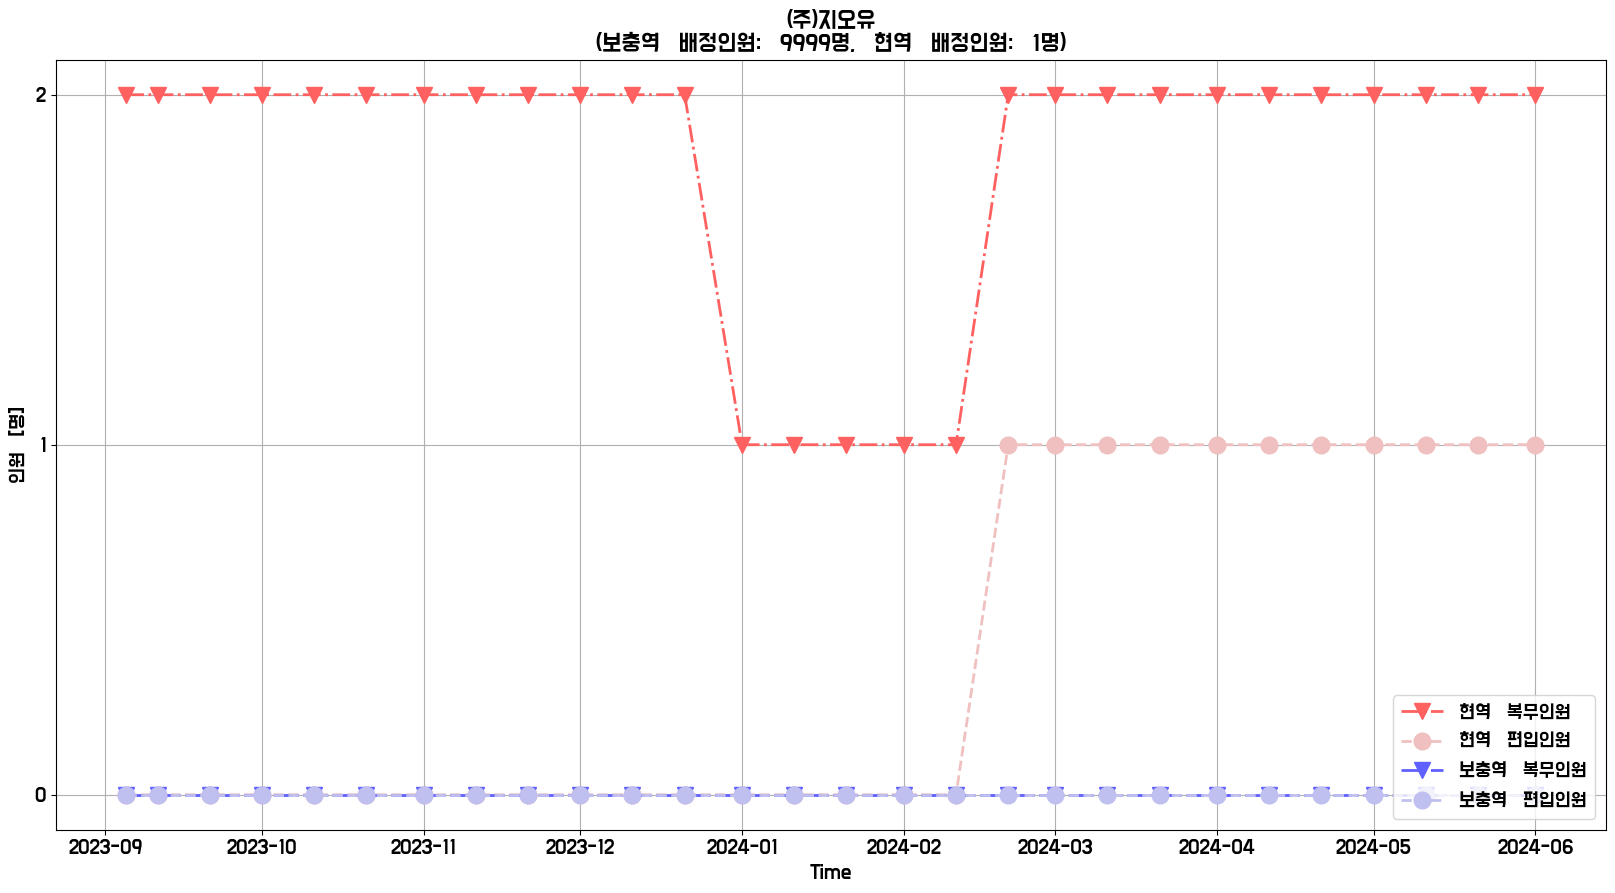 (주)지오유
(보충역 배정인원: 9999명, 현역 배정인원: 1명)
2
1
0
인원 [명]
현역 복무인원
현역 편입인원
보충역 복무인원
보충역 편입인원
2023-09 2023-10 2023-11 2023-12 2024-01 2024-02 2024-03 2024-04 2024-05 2024-06
Time